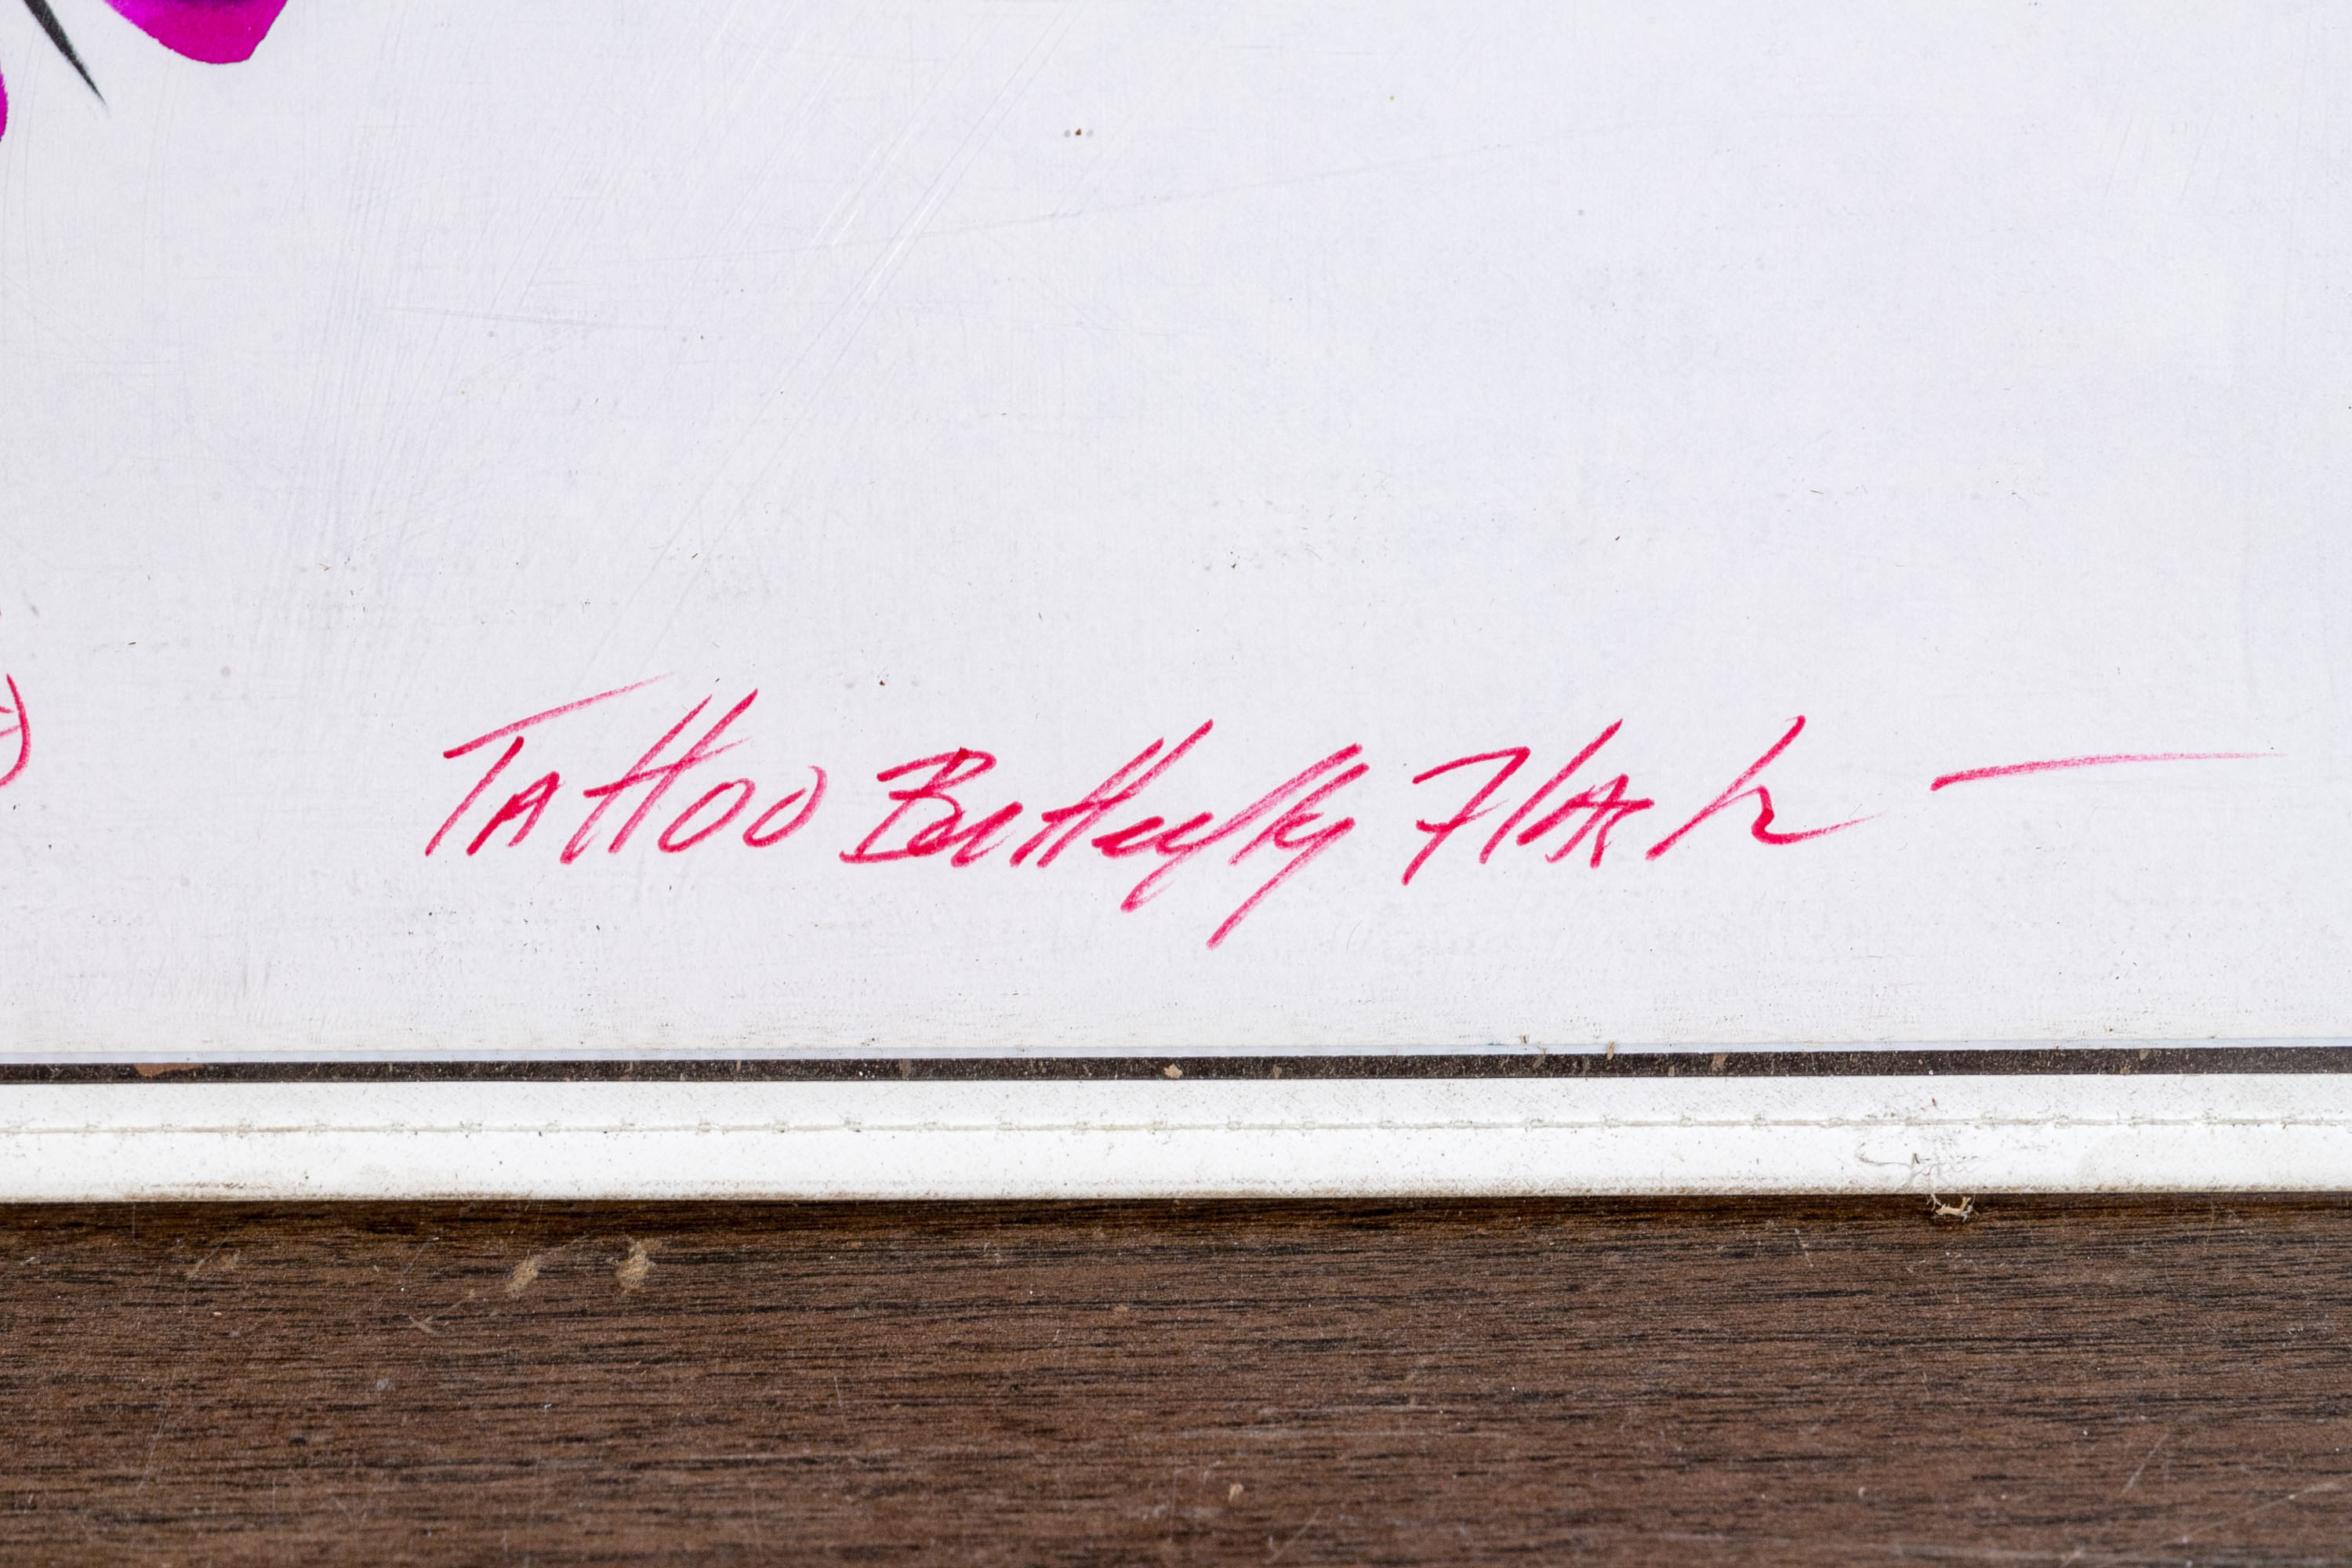 Tattoo Butterfly Flash —